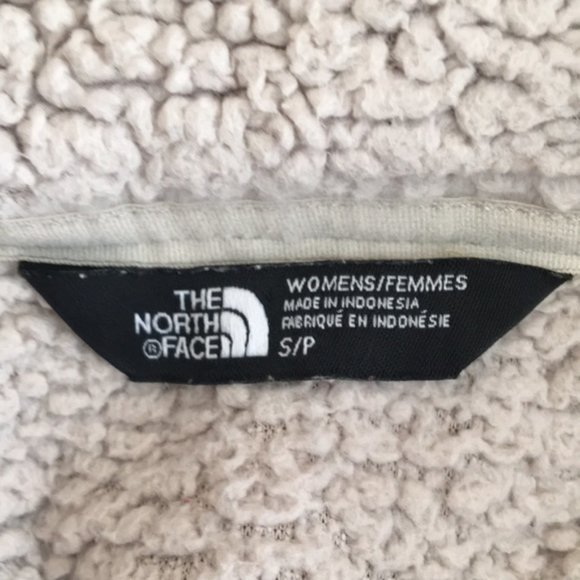 THE
NORTH
®FACE
WOMENS/FEMMES
MADE IN INDONESIA
FABRIQUÉ EN INDONÉSIE
S/P